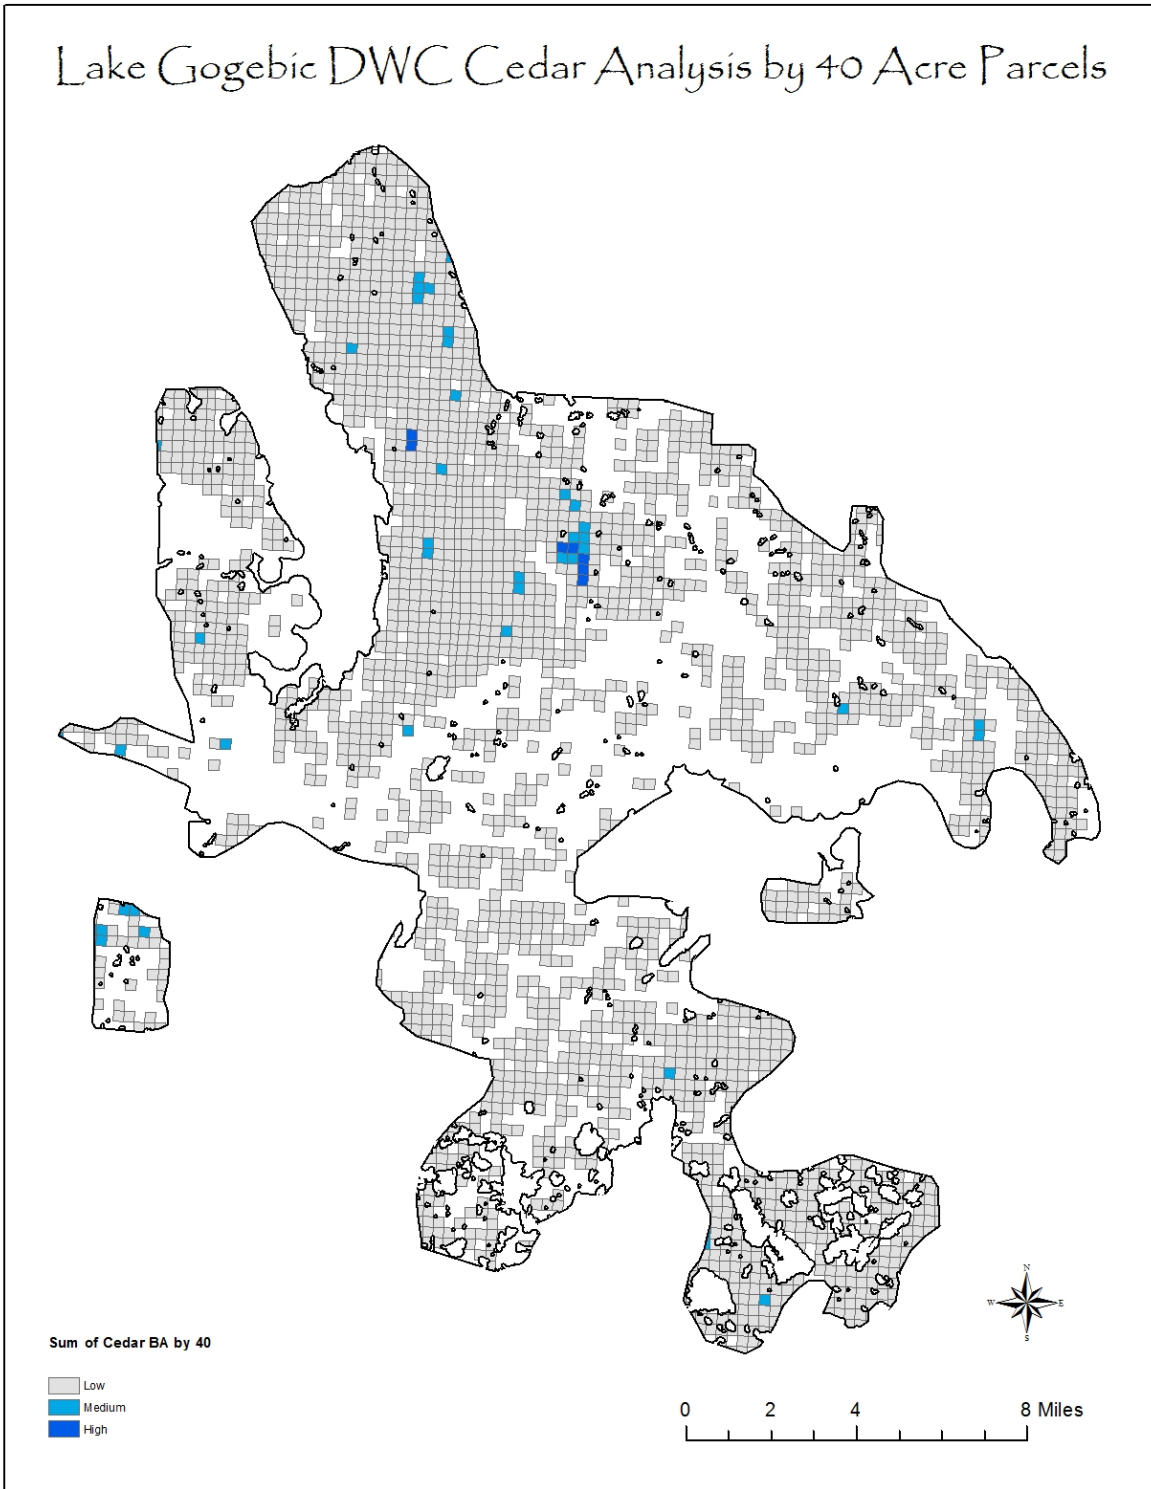 Lake Gogebic DWC Cedar Analysis by 40 Acre Parcels
N
W
E
S
Sum of Cedar BA by 40
Low
Medium
High
0 2 4 8 Miles